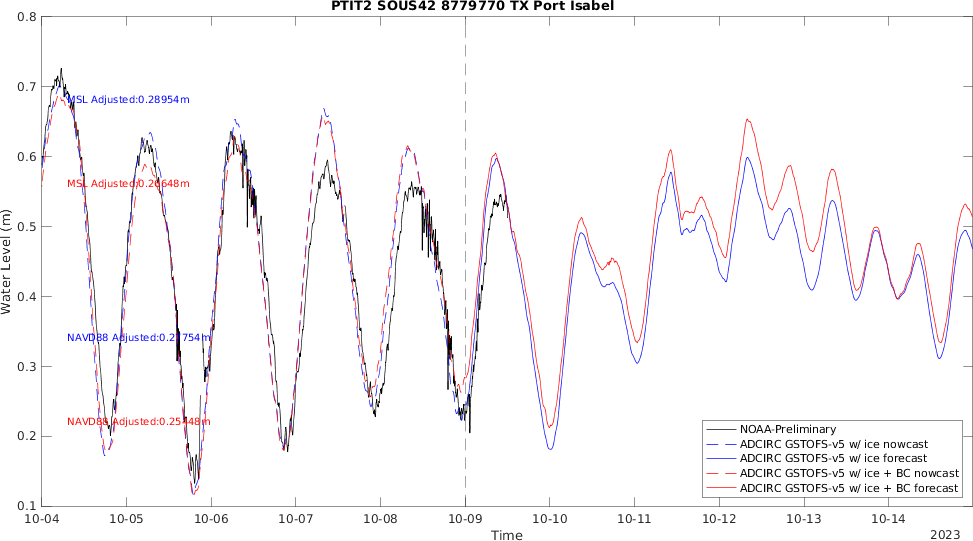 PTIT2 SOUS42 8779770 TX Port Isabel
0.8
0.7
0.6
0.5
0.4
0.3
0.2
0.1
Water Level (m)
MSL Adjusted:0.28954m
MSL Adjusted:0.26648m
NAVD88 Adjusted:0.27754m
NAVD88 Adjusted:0.25448m
NOAA-Preliminary
ADCIRC GSTOFS-v5 w/ ice nowcast
ADCIRC GSTOFS-v5 w/ ice forecast
ADCIRC GSTOFS-v5 w/ ice + BC nowcast
ADCIRC GSTOFS-v5 w/ ice + BC forecast
10-04 10-05 10-06 10-07 10-08 10-09 10-10 10-11 10-12 10-13 10-14
Time
2023